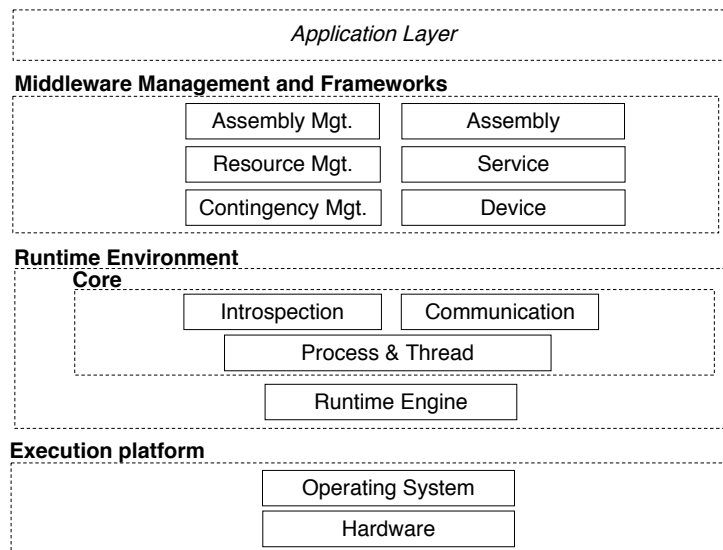 Application Layer
Middleware Management and Frameworks
Assembly Mgt. Assembly
Resource Mgt. Service
Contingency Mgt. Device
Runtime Environment
Core
Introspection Communication
Process & Thread
Runtime Engine
Execution platform
Operating System
Hardware